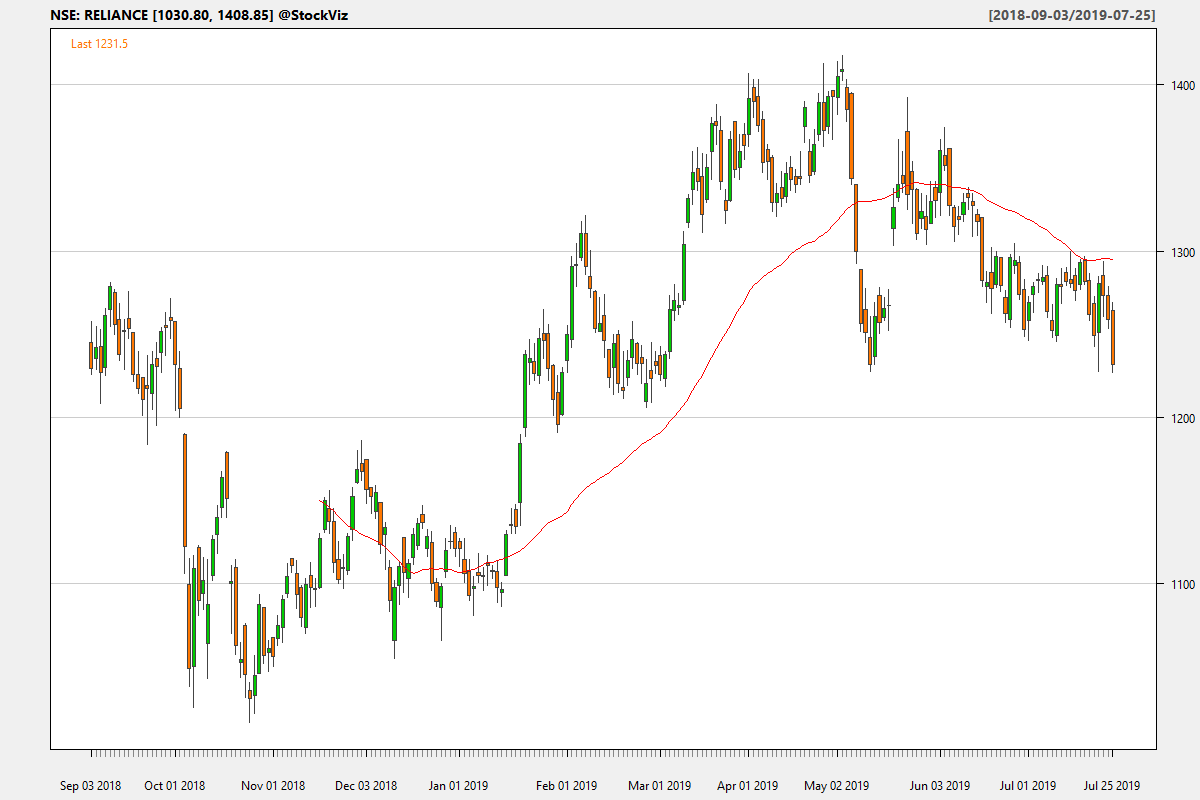 NSE: RELIANCE [1030.80, 1408.85] @StockViz [2018-09-03/2019-07-25]
Last 1231.5
1400
1300
1200
1100
Sep 03 2018 Oct 01 2018 Nov 01 2018 Dec 03 2018 Jan 01 2019 Feb 01 2019 Mar 01 2019 Apr 01 2019 May 02 2019 Jun 03 2019 Jul 01 2019 Jul 25 2019